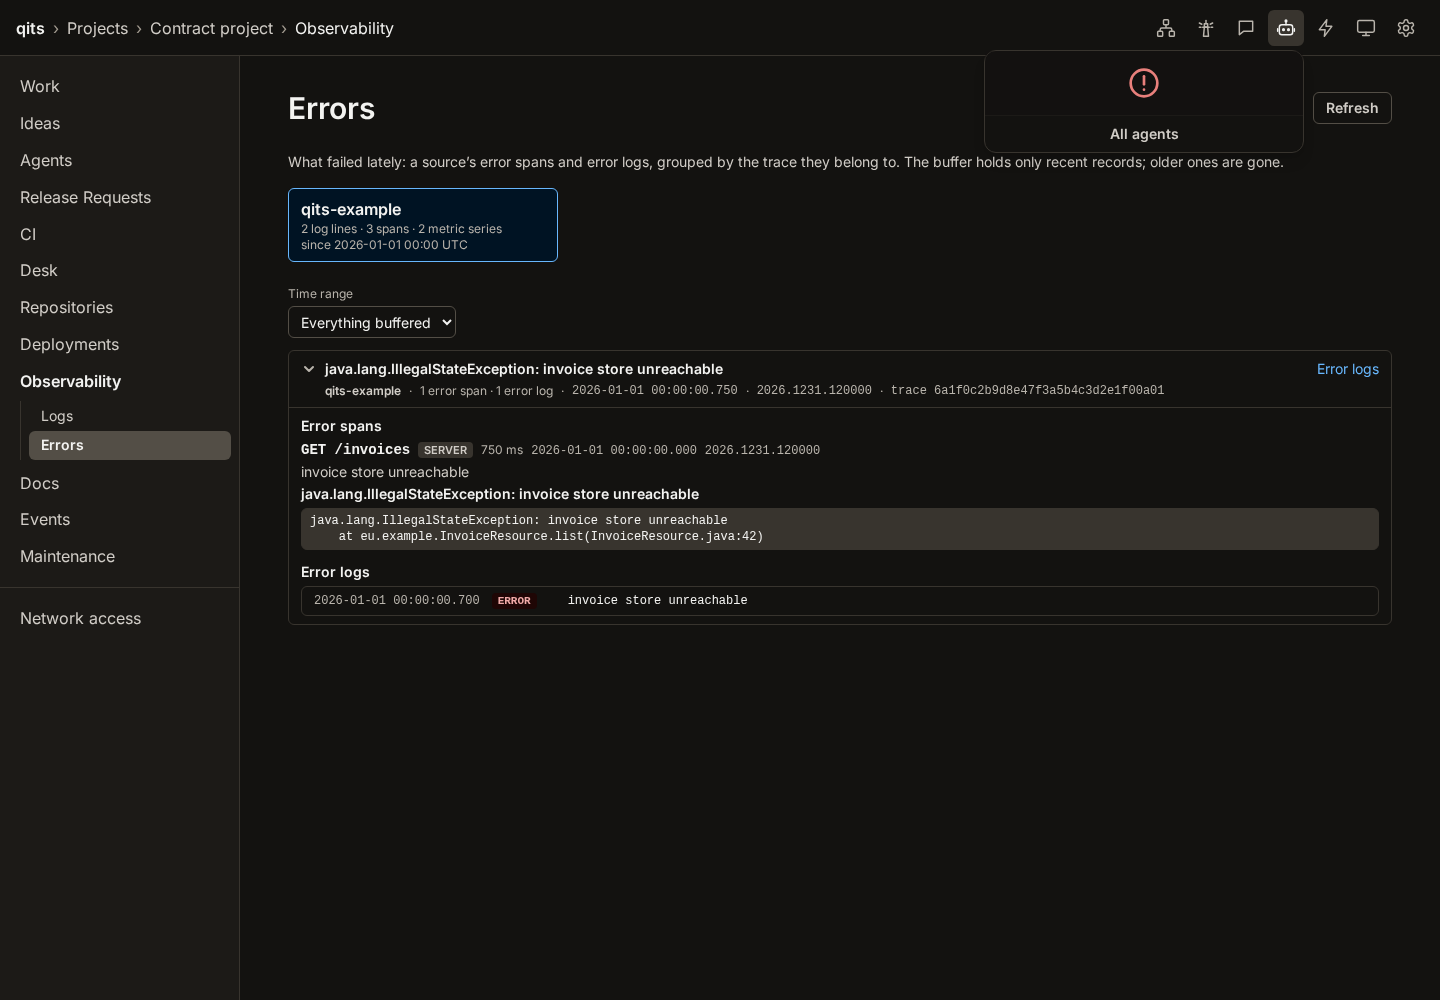 qits › Projects › Contract project › Observability
Work
Ideas
Agents
Release Requests
CI
Desk
Repositories
Deployments
Observability
Logs
Errors
Docs
Events
Maintenance
Network access
All agents
Errors
Refresh
What failed lately: a source’s error spans and error logs, grouped by the trace they belong to. The buffer holds only recent records; older ones are gone.
qits-example
2 log lines · 3 spans · 2 metric series
since 2026-01-01 00:00 UTC
Time range
Everything buffered
java.lang.IllegalStateException: invoice store unreachable
Error logs
qits-example · 1 error span · 1 error log · 2026-01-01 00:00:00.750 · 2026.1231.120000 · trace 6a1f0c2b9d8e47f3a5b4c3d2e1f00a01
Error spans
GET /invoices SERVER 750 ms 2026-01-01 00:00:00.000 2026.1231.120000
invoice store unreachable
java.lang.IllegalStateException: invoice store unreachable
java.lang.IllegalStateException: invoice store unreachable
at eu.example.InvoiceResource.list(InvoiceResource.java:42)
Error logs
2026-01-01 00:00:00.700 ERROR invoice store unreachable